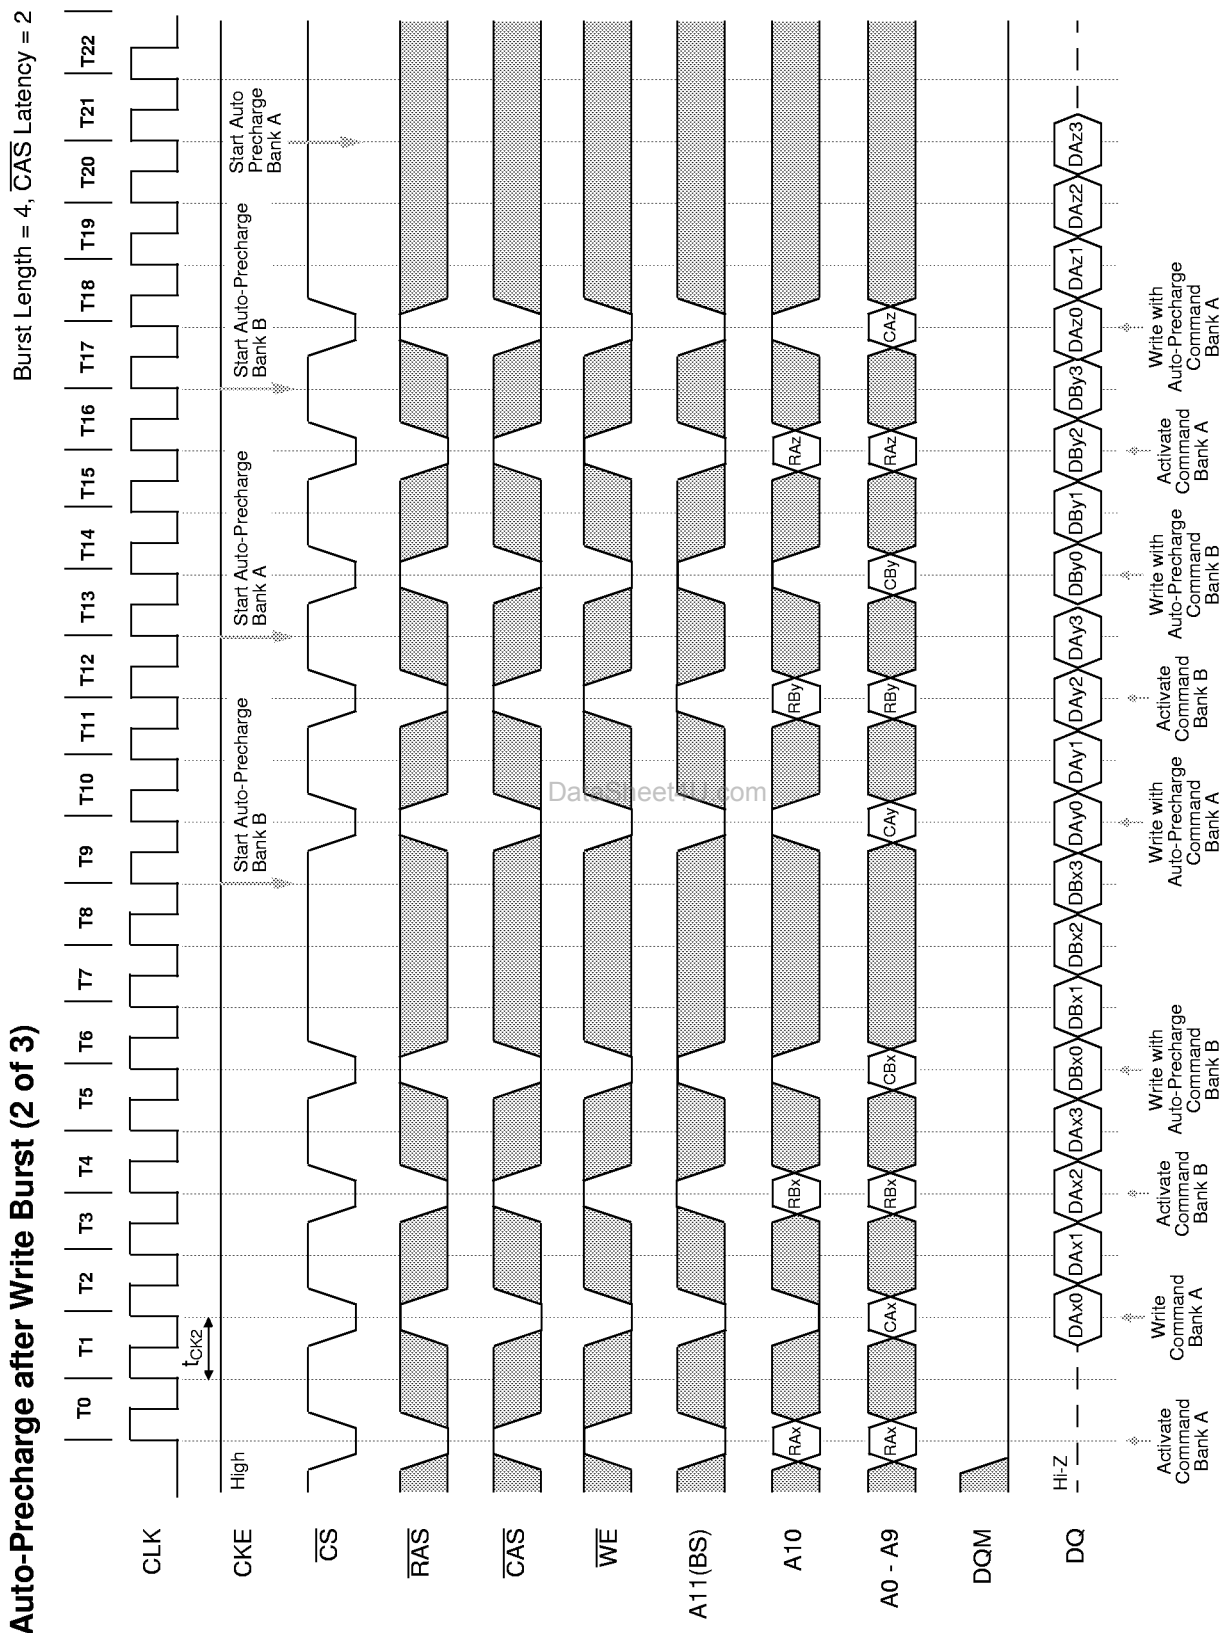 Auto-Precharge after Write Burst (2 of 3)
Burst Length = 4, CAS Latency = 2
T0 T1 T2 T3 T4 T5 T6 T7 T8 T9 T10 T11 T12 T13 T14 T15 T16 T17 T18 T19 T20 T21 T22
CLK
tCK2
CKE
High
Start Auto-Precharge
Bank B
Start Auto-Precharge
Bank A
Start Auto-Precharge
Bank B
Start Auto
Precharge
Bank A
CS
RAS
CAS
WE
A11(BS)
A10
RAx RBx RBy RAz
A0 - A9
RAx CAx RBx CBx CAy RBy CBy RAz CAz
DQM
DQ
Hi-Z
DAx0 DAx1 DAx2 DAx3 DBx0 DBx1 DBx2 DBx3 DAy0 DAy1 DAy2 DAy3 DBy0 DBy1 DBy2 DBy3 DAz0 DAz1 DAz2 DAz3
Activate
Command
Bank A
Write
Command
Bank A
Activate
Command
Bank B
Write with
Auto-Precharge
Command
Bank B
Write with
Auto-Precharge
Command
Bank A
Activate
Command
Bank B
Write with
Auto-Precharge
Command
Bank B
Activate
Command
Bank A
Write with
Auto-Precharge
Command
Bank A
DataSheet4U.com